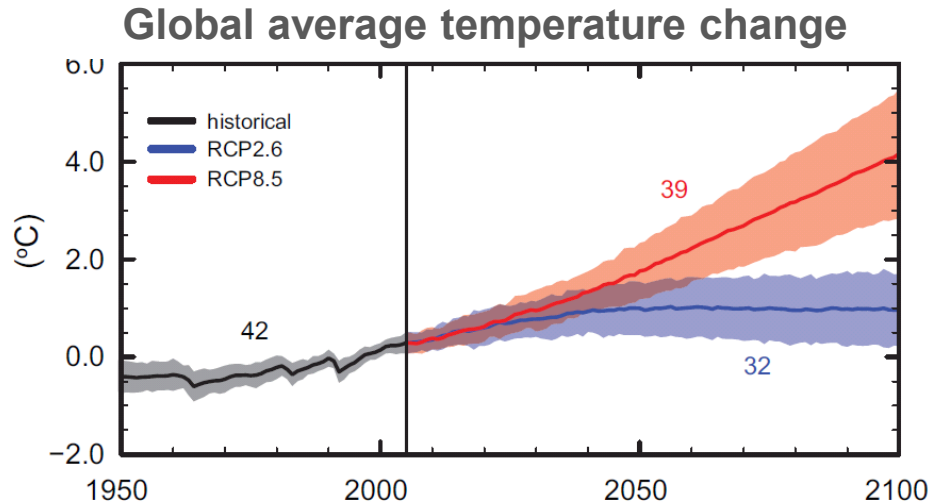 Global average temperature change
6.0
4.0
2.0
0.0
−2.0
(°C)
historical
RCP2.6
RCP8.5
39
42
32
1950
2000
2050
2100